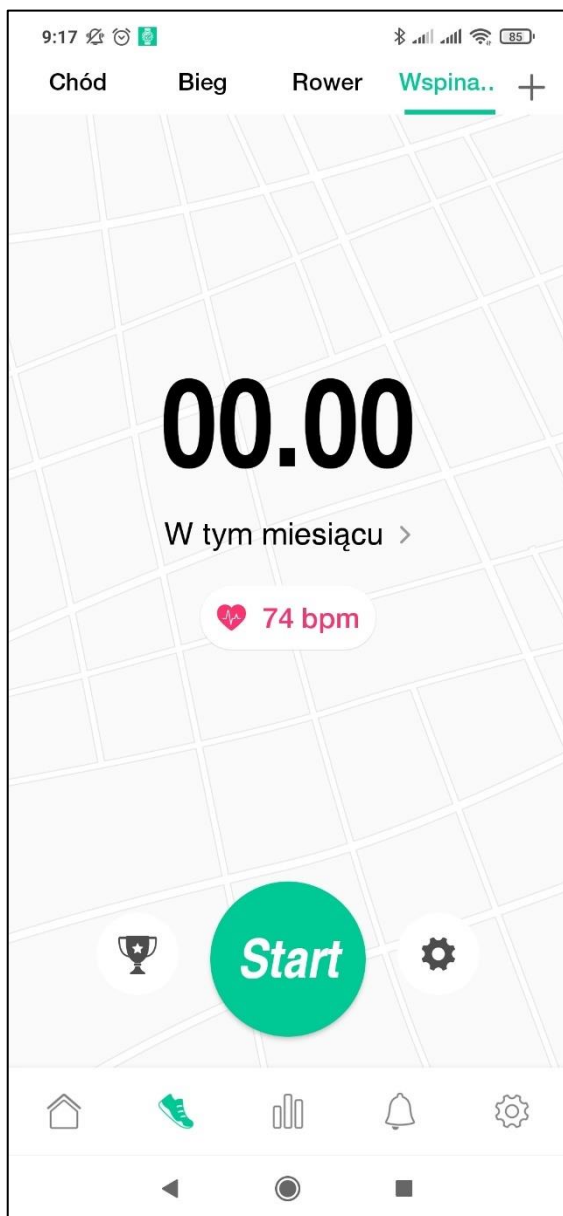 9:17 85
Chód Bieg Rower Wspina.. +
00.00
W tym miesiącu >
74 bpm
Start